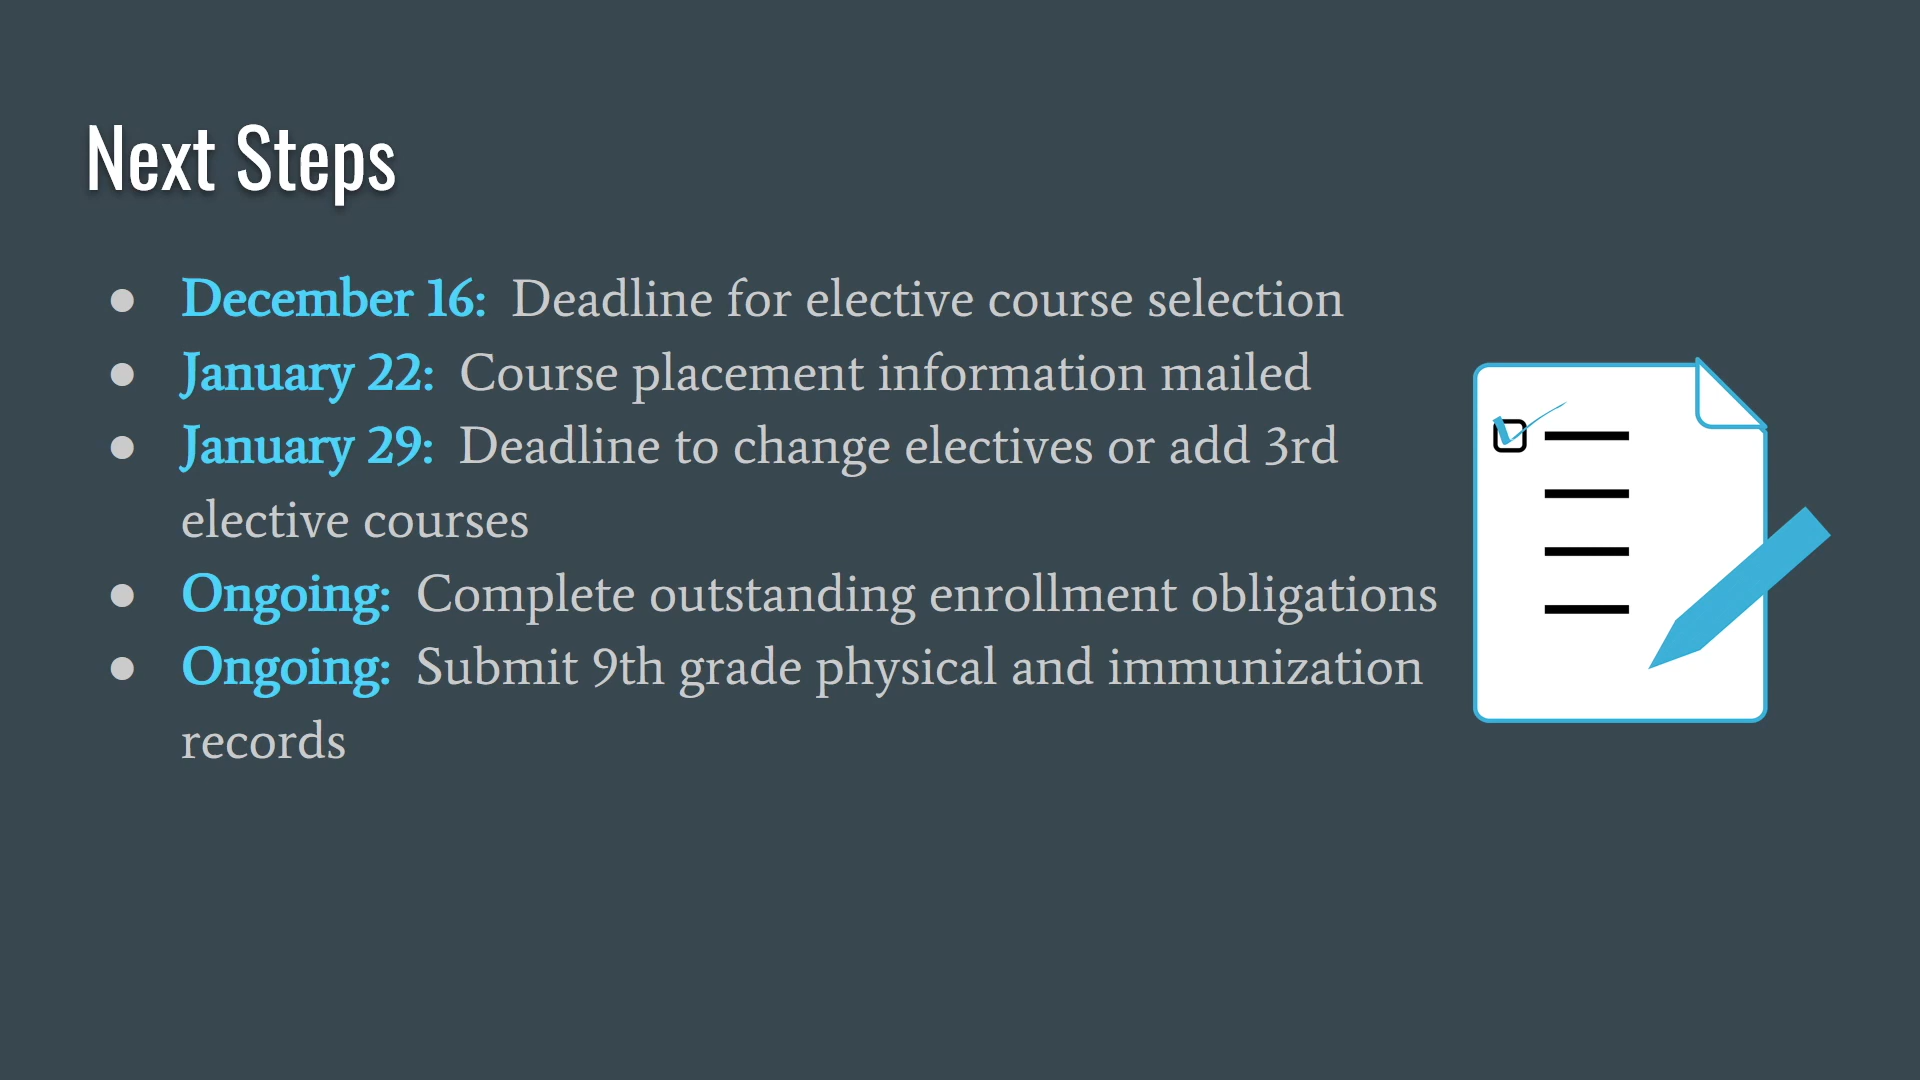 Next Steps
● December 16: Deadline for elective course selection
● January 22: Course placement information mailed
● January 29: Deadline to change electives or add 3rd
elective courses
● Ongoing: Complete outstanding enrollment obligations
● Ongoing: Submit 9th grade physical and immunization
records